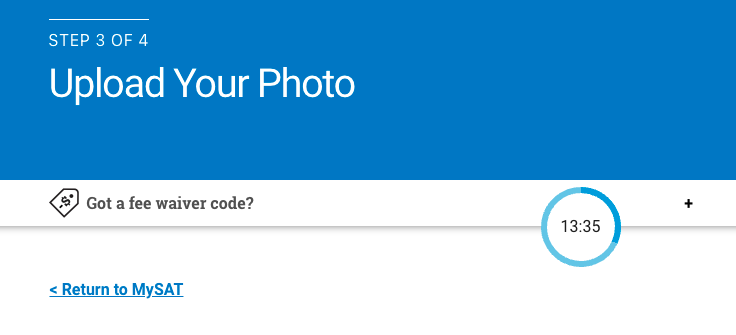 STEP 3 OF 4
Upload Your Photo
Got a fee waiver code?
+
13:35
< Return to MySAT